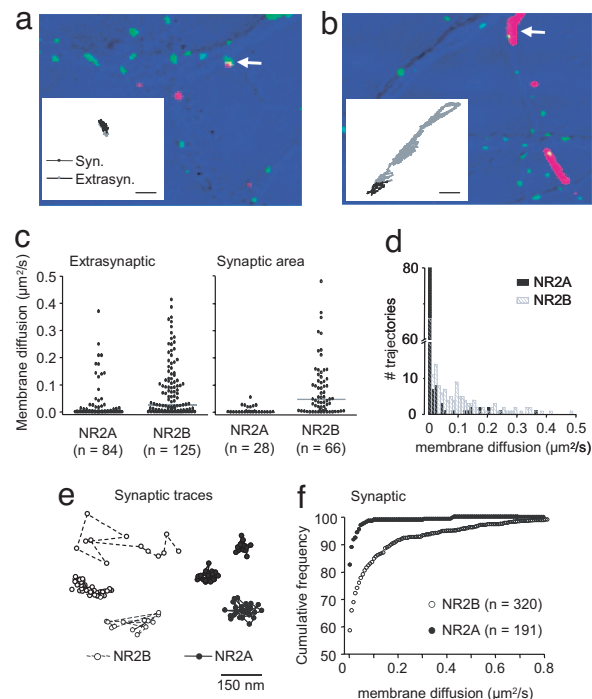 a
b
Syn.
Extrasyn.
c
Extrasynaptic
Synaptic area
Membrane diffusion (µm²/s)
0.5
0.4
0.3
0.2
0.1
0.0
NR2A NR2B NR2A NR2B
(n = 84) (n = 125) (n = 28) (n = 66)
d
NR2A
NR2B
# trajectories
80
60
10
0
0 0.1 0.2 0.3 0.4 0.5
membrane diffusion (µm²/s)
e
Synaptic traces
NR2B NR2A
150 nm
f
Synaptic
Cumulative frequency
100
90
80
70
60
50
NR2B (n = 320)
NR2A (n = 191)
0 0.2 0.4 0.6 0.8
membrane diffusion (µm²/s)